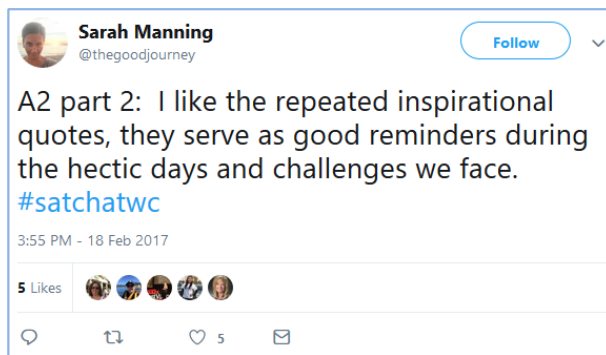 Sarah Manning
@thegoodjourney
Follow
A2 part 2:  I like the repeated inspirational
quotes, they serve as good reminders during
the hectic days and challenges we face.
#satchatwc
3:55 PM - 18 Feb 2017
5 Likes
5